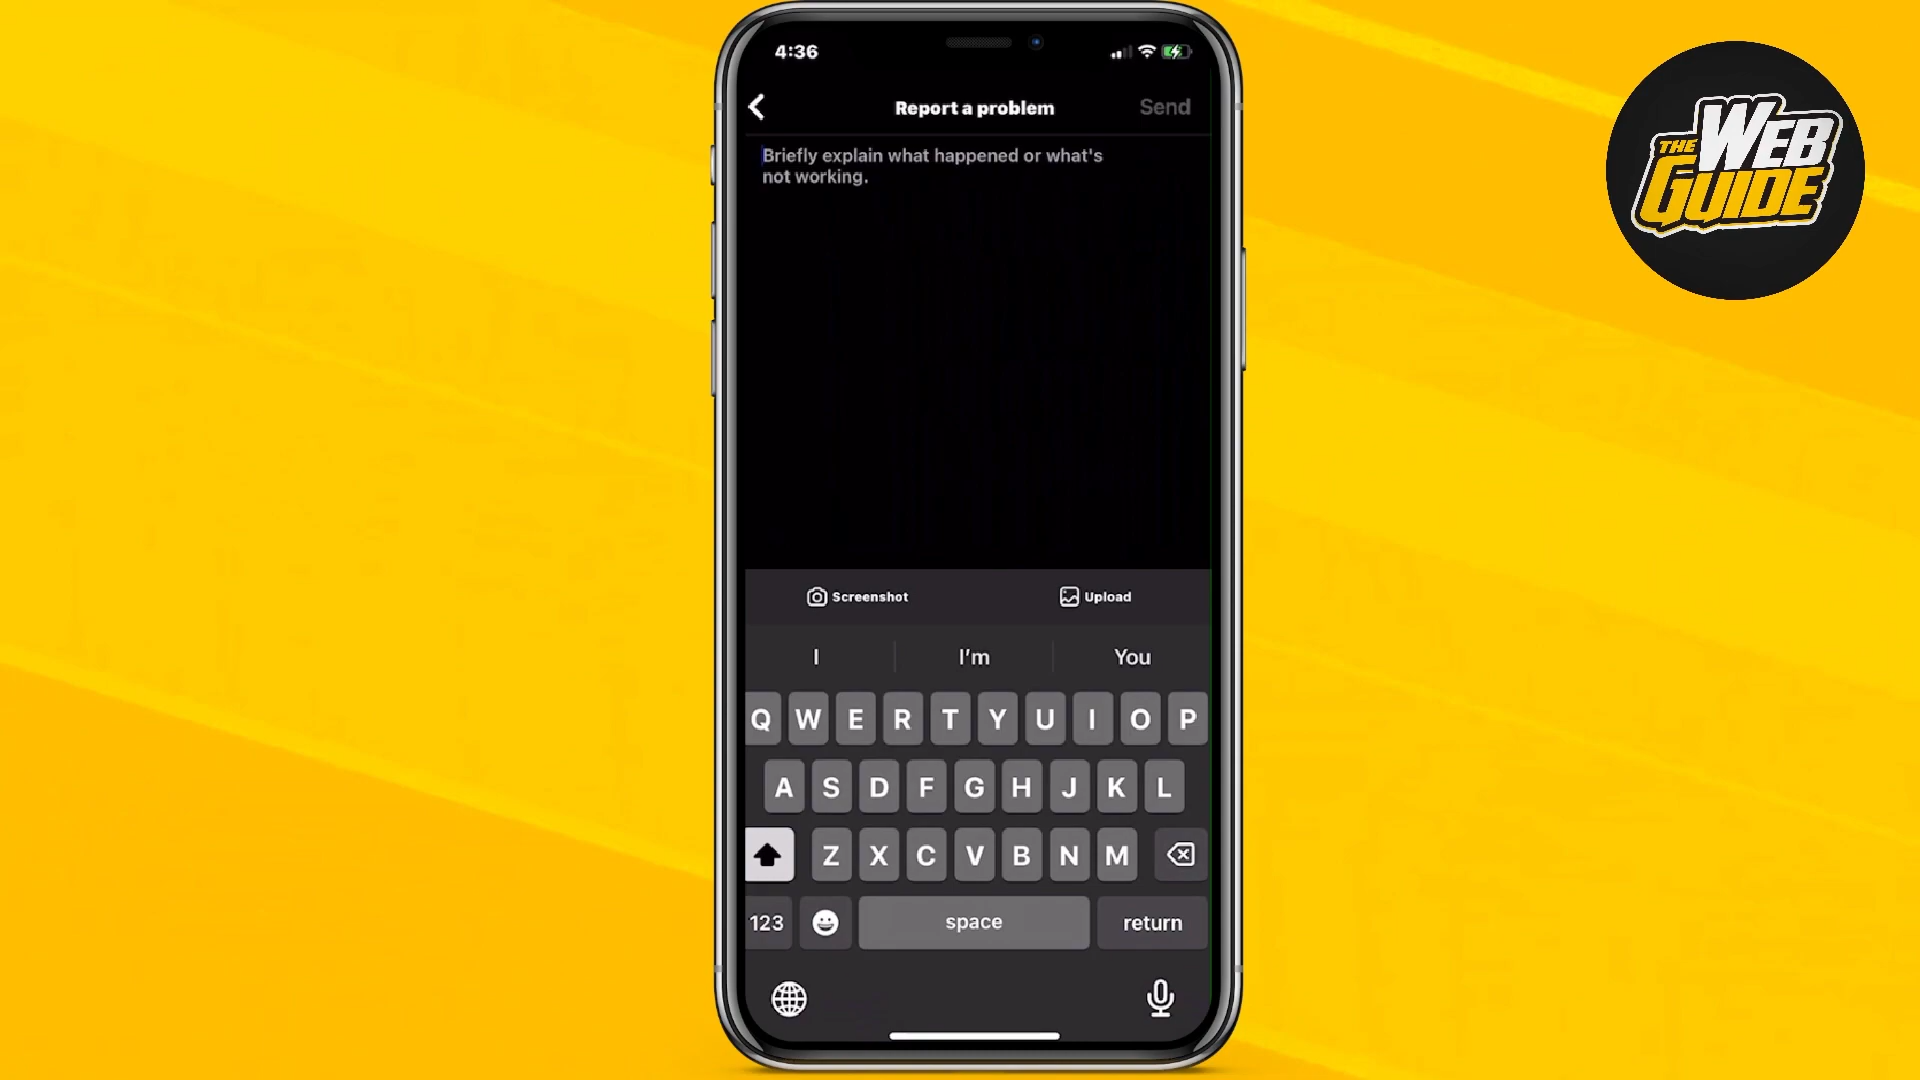 4:36
Report a problem
Send
Briefly explain what happened or what's
not working.
Screenshot
Upload
I
I'm
You
Q W E R T Y U I O P
A S D F G H J K L
Z X C V B N M
123
space
return
THE WEB
GUIDE